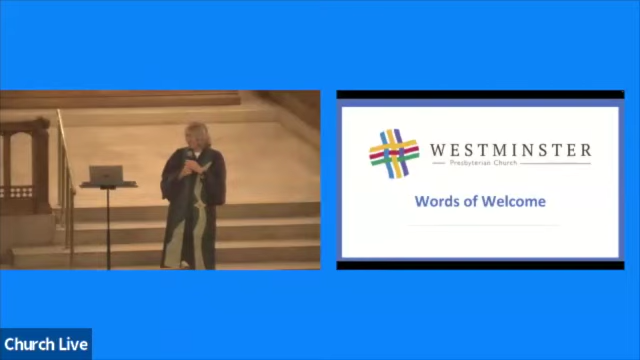 WESTMINSTER
Presbyterian Church
Words of Welcome
Church Live